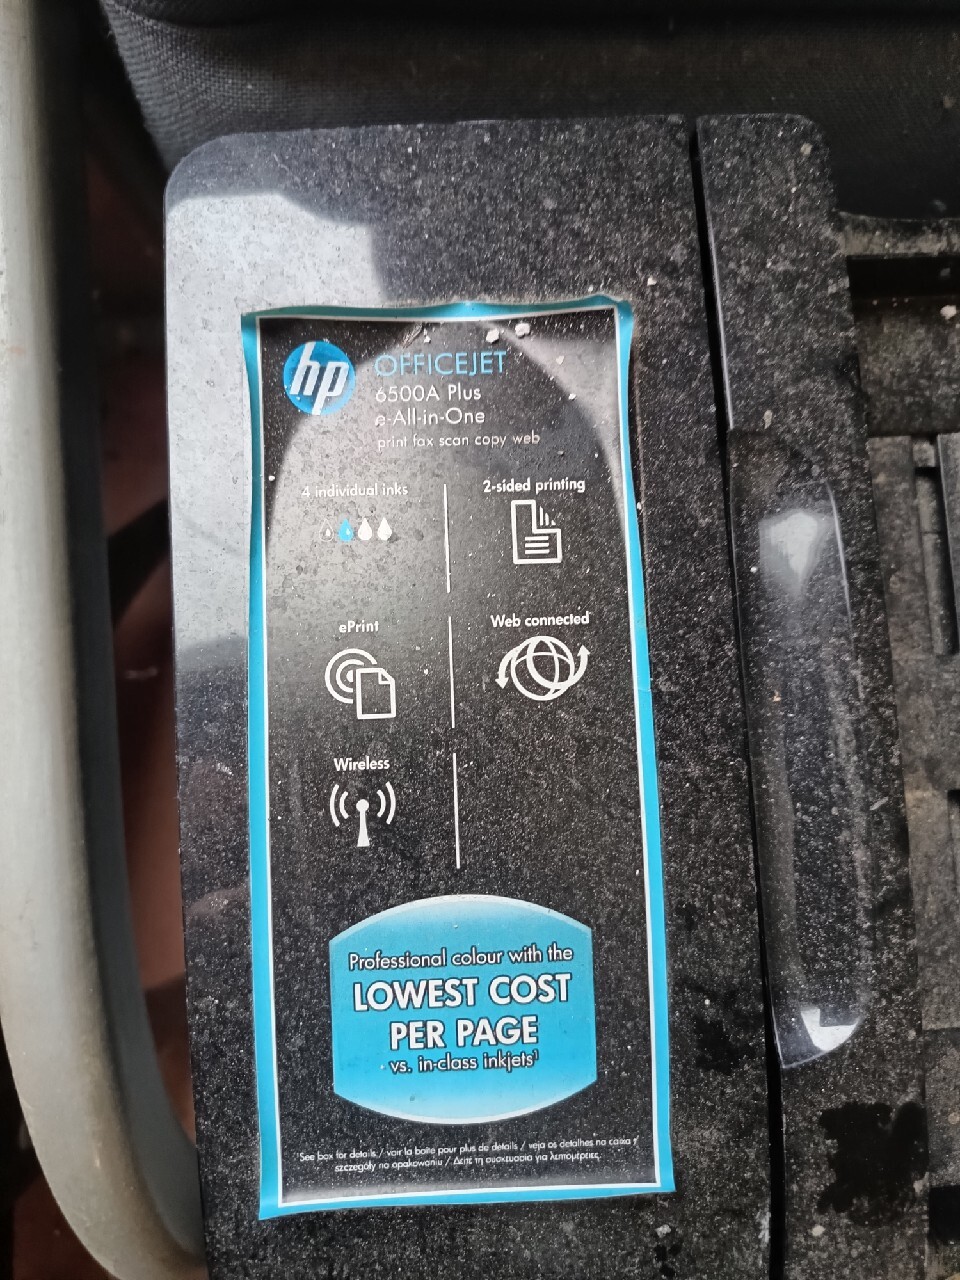 hp
OFFICEJET
6500A Plus
e-All-in-One
print fax scan copy web
4 individual inks
2-sided printing
ePrint
Web connected
Wireless
Professional colour with the
LOWEST COST
PER PAGE
vs. in-class inkjets¹
¹See box for details / voir la boîte pour plus de détails / veja os detalhes na caixa /
szczegóły na opakowaniu / Δείτε τη συσκευασία για λεπτομέρειες.